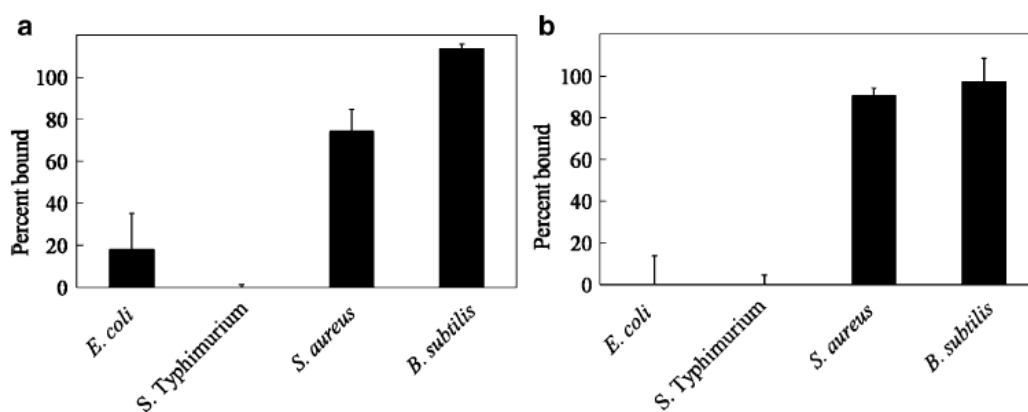 a
Percent bound
100
80
60
40
20
0
E. coli
S. Typhimurium
S. aureus
B. subtilis
b
Percent bound
100
80
60
40
20
0
E. coli
S. Typhimurium
S. aureus
B. subtilis